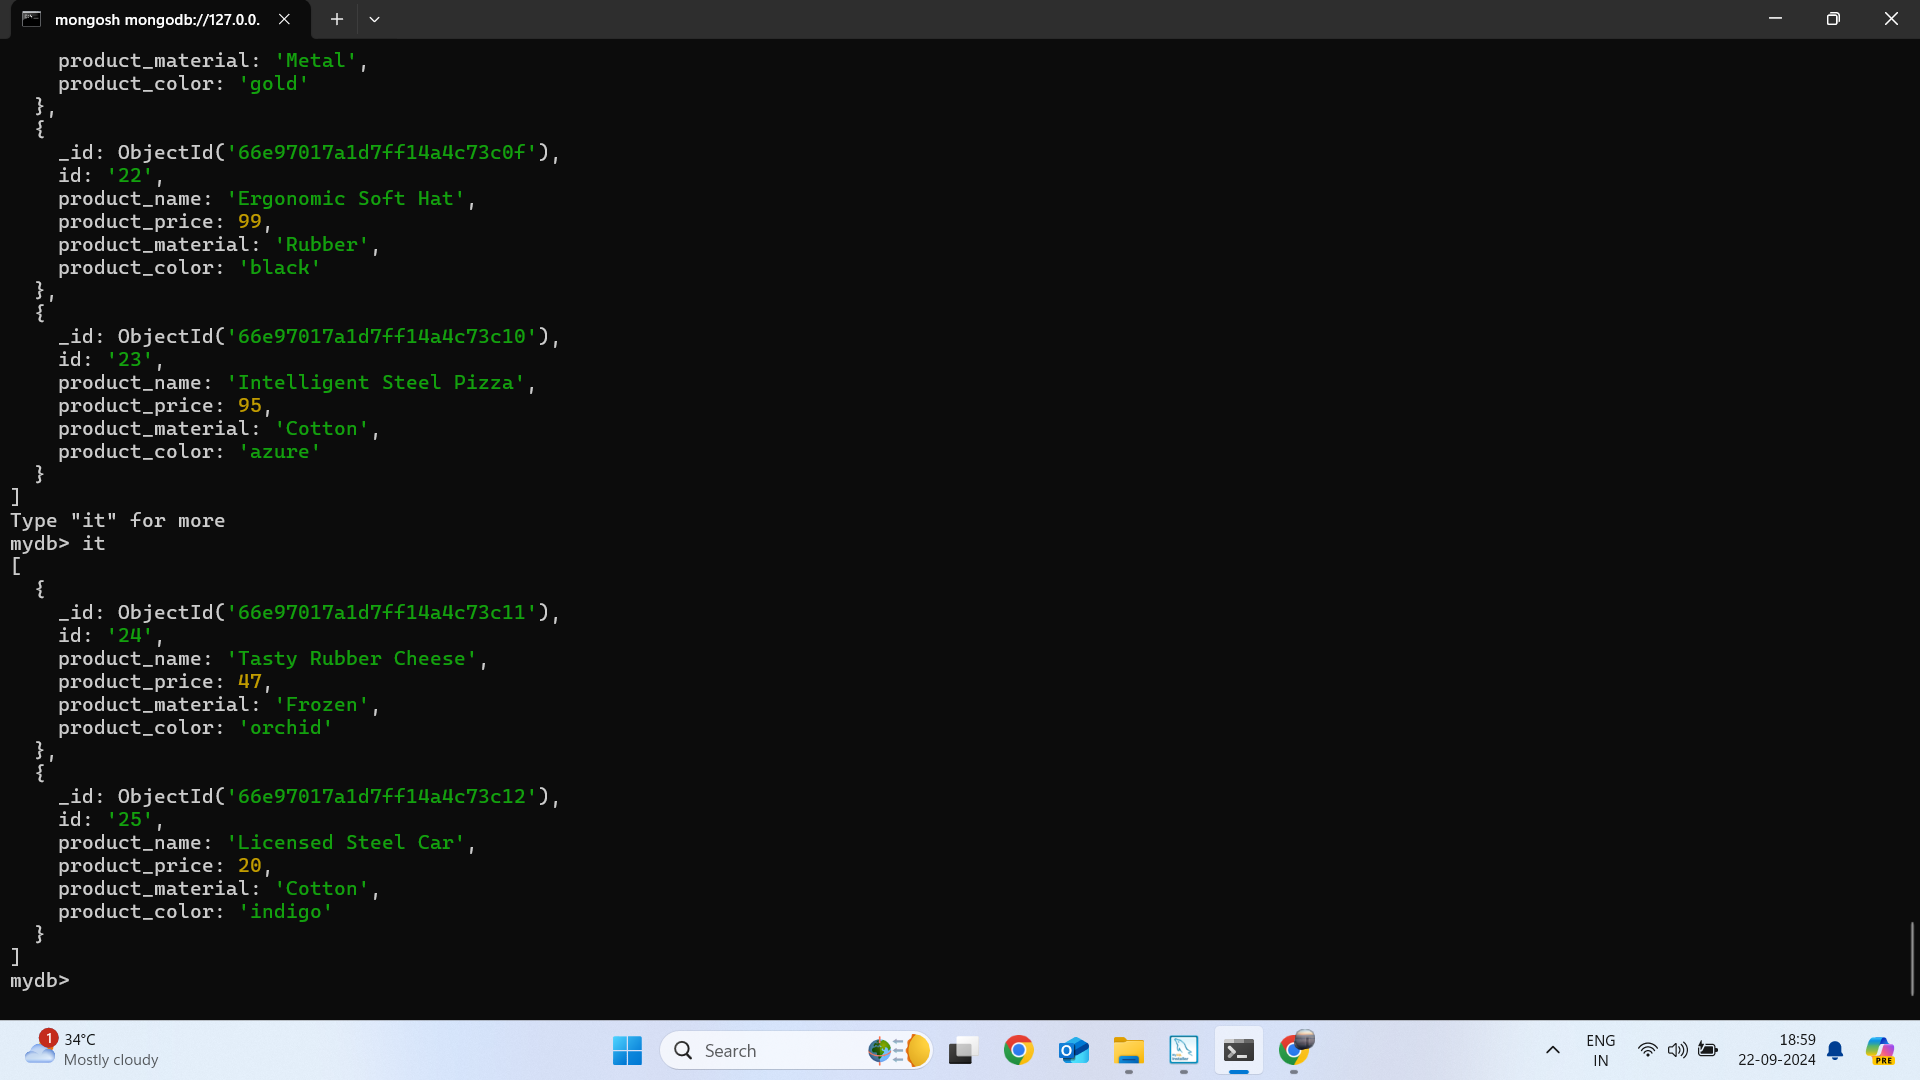 mongosh mongodb://127.0.0.
product_material: 'Metal',
product_color: 'gold'
},
{
_id: ObjectId('66e97017a1d7ff14a4c73c0f'),
id: '22',
product_name: 'Ergonomic Soft Hat',
product_price: 99,
product_material: 'Rubber',
product_color: 'black'
},
{
_id: ObjectId('66e97017a1d7ff14a4c73c10'),
id: '23',
product_name: 'Intelligent Steel Pizza',
product_price: 95,
product_material: 'Cotton',
product_color: 'azure'
}
]
Type "it" for more
mydb> it
[
{
_id: ObjectId('66e97017a1d7ff14a4c73c11'),
id: '24',
product_name: 'Tasty Rubber Cheese',
product_price: 47,
product_material: 'Frozen',
product_color: 'orchid'
},
{
_id: ObjectId('66e97017a1d7ff14a4c73c12'),
id: '25',
product_name: 'Licensed Steel Car',
product_price: 20,
product_material: 'Cotton',
product_color: 'indigo'
}
]
mydb>
1
34°C
Mostly cloudy
Search
ENG
IN
18:59
22-09-2024
PRE